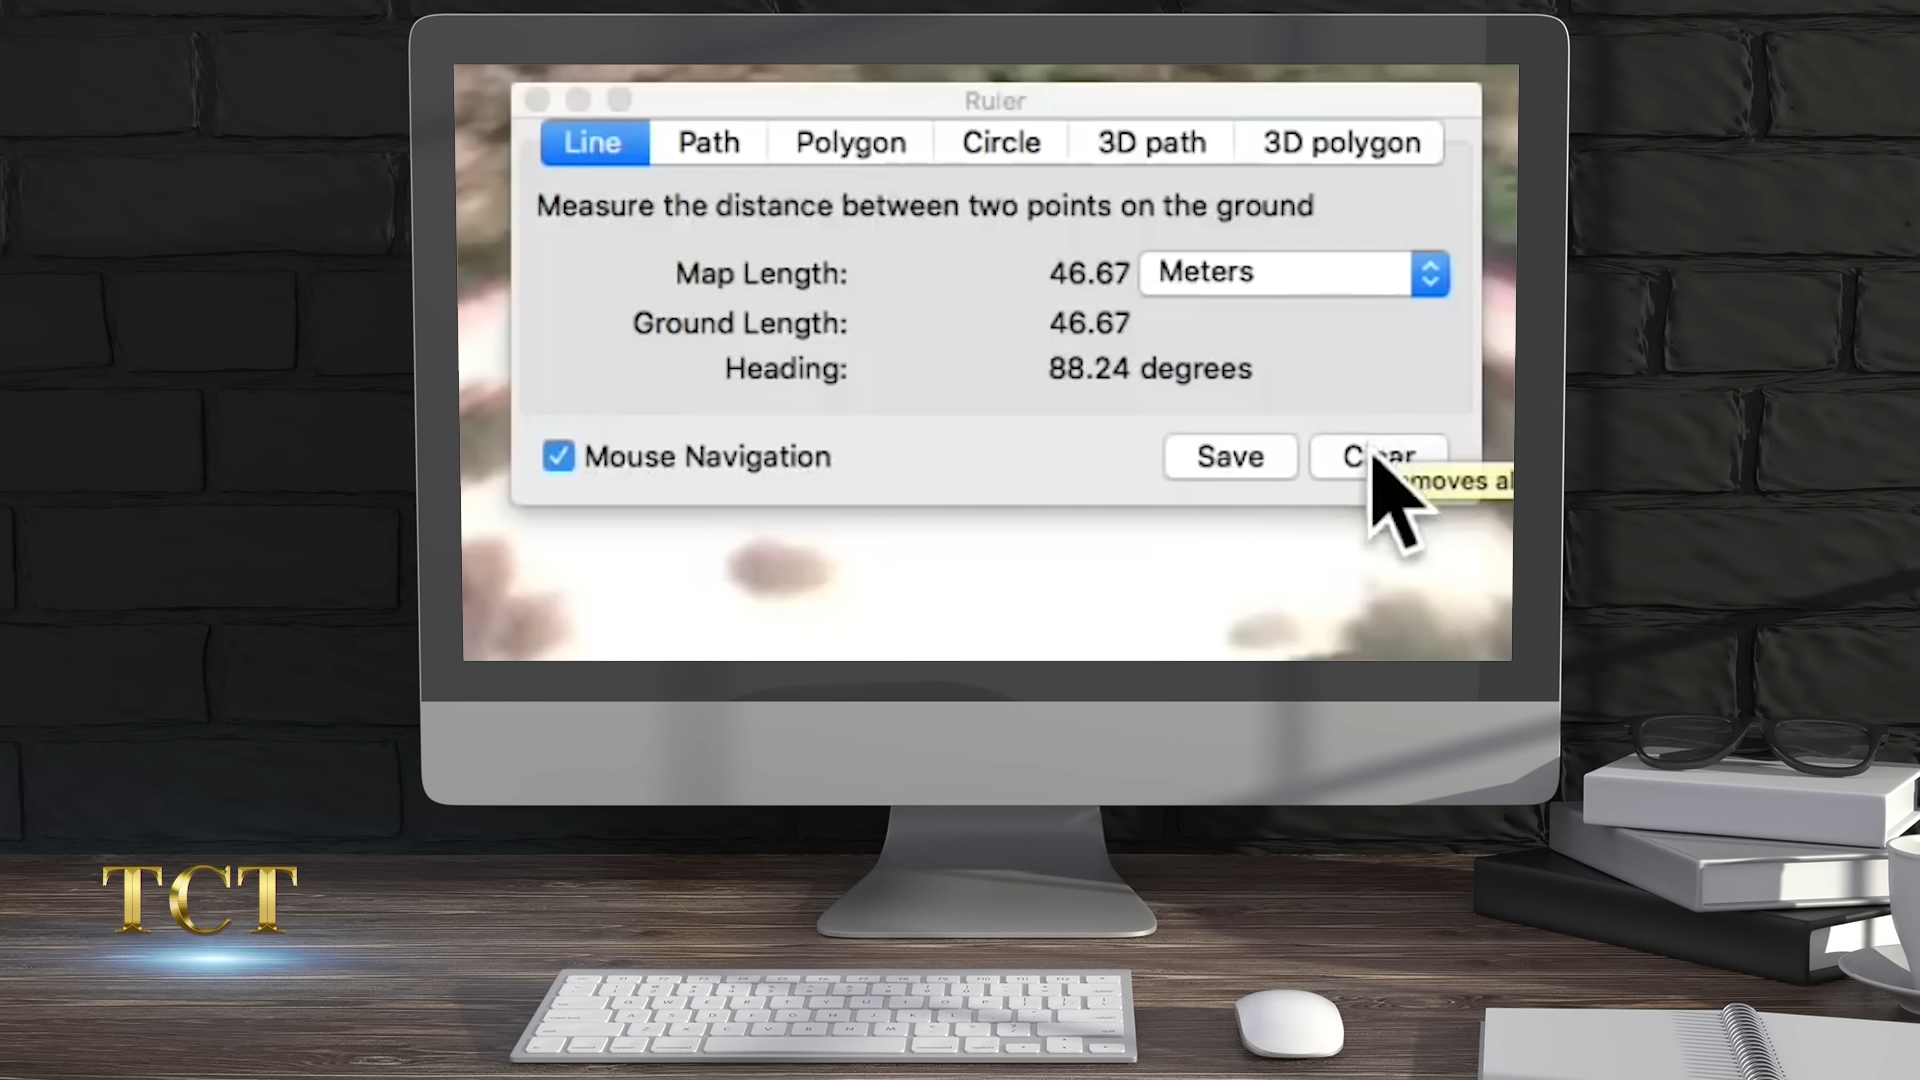 Ruler
Line Path Polygon Circle 3D path 3D polygon
Measure the distance between two points on the ground
Map Length: 46.67 Meters
Ground Length: 46.67
Heading: 88.24 degrees
Mouse Navigation Save Clear
TCT